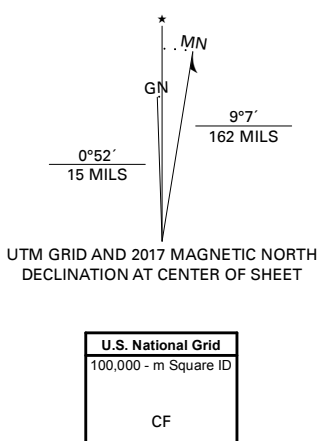 ★
MN
GN
9°7´
162 MILS
0°52´
15 MILS
UTM GRID AND 2017 MAGNETIC NORTH
DECLINATION AT CENTER OF SHEET
U.S. National Grid
100,000 - m Square ID
CF